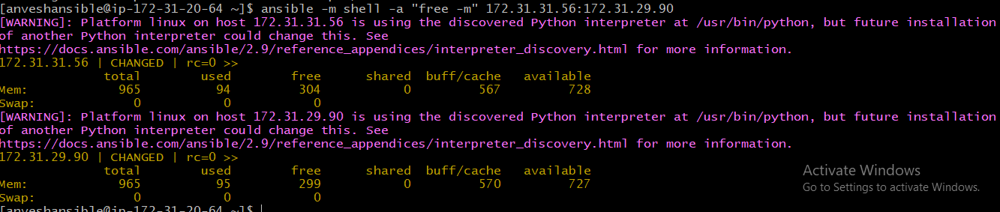 [anveshansible@ip-172-31-20-64 ~]$ ansible -m shell -a "free -m" 172.31.31.56:172.31.29.90
[WARNING]: Platform linux on host 172.31.31.56 is using the discovered Python interpreter at /usr/bin/python, but future installation
of another Python interpreter could change this. See
https://docs.ansible.com/ansible/2.9/reference_appendices/interpreter_discovery.html for more information.
172.31.31.56 | CHANGED | rc=0 >>
total used free shared buff/cache available
Mem: 965 94 304 0 567 728
Swap: 0 0 0
[WARNING]: Platform linux on host 172.31.29.90 is using the discovered Python interpreter at /usr/bin/python, but future installation
of another Python interpreter could change this. See
https://docs.ansible.com/ansible/2.9/reference_appendices/interpreter_discovery.html for more information.
172.31.29.90 | CHANGED | rc=0 >>
total used free shared buff/cache available
Mem: 965 95 299 0 570 727
Swap: 0 0 0
[anveshansible@ip-172-31-20-64 ~]$
Activate Windows
Go to Settings to activate Windows.